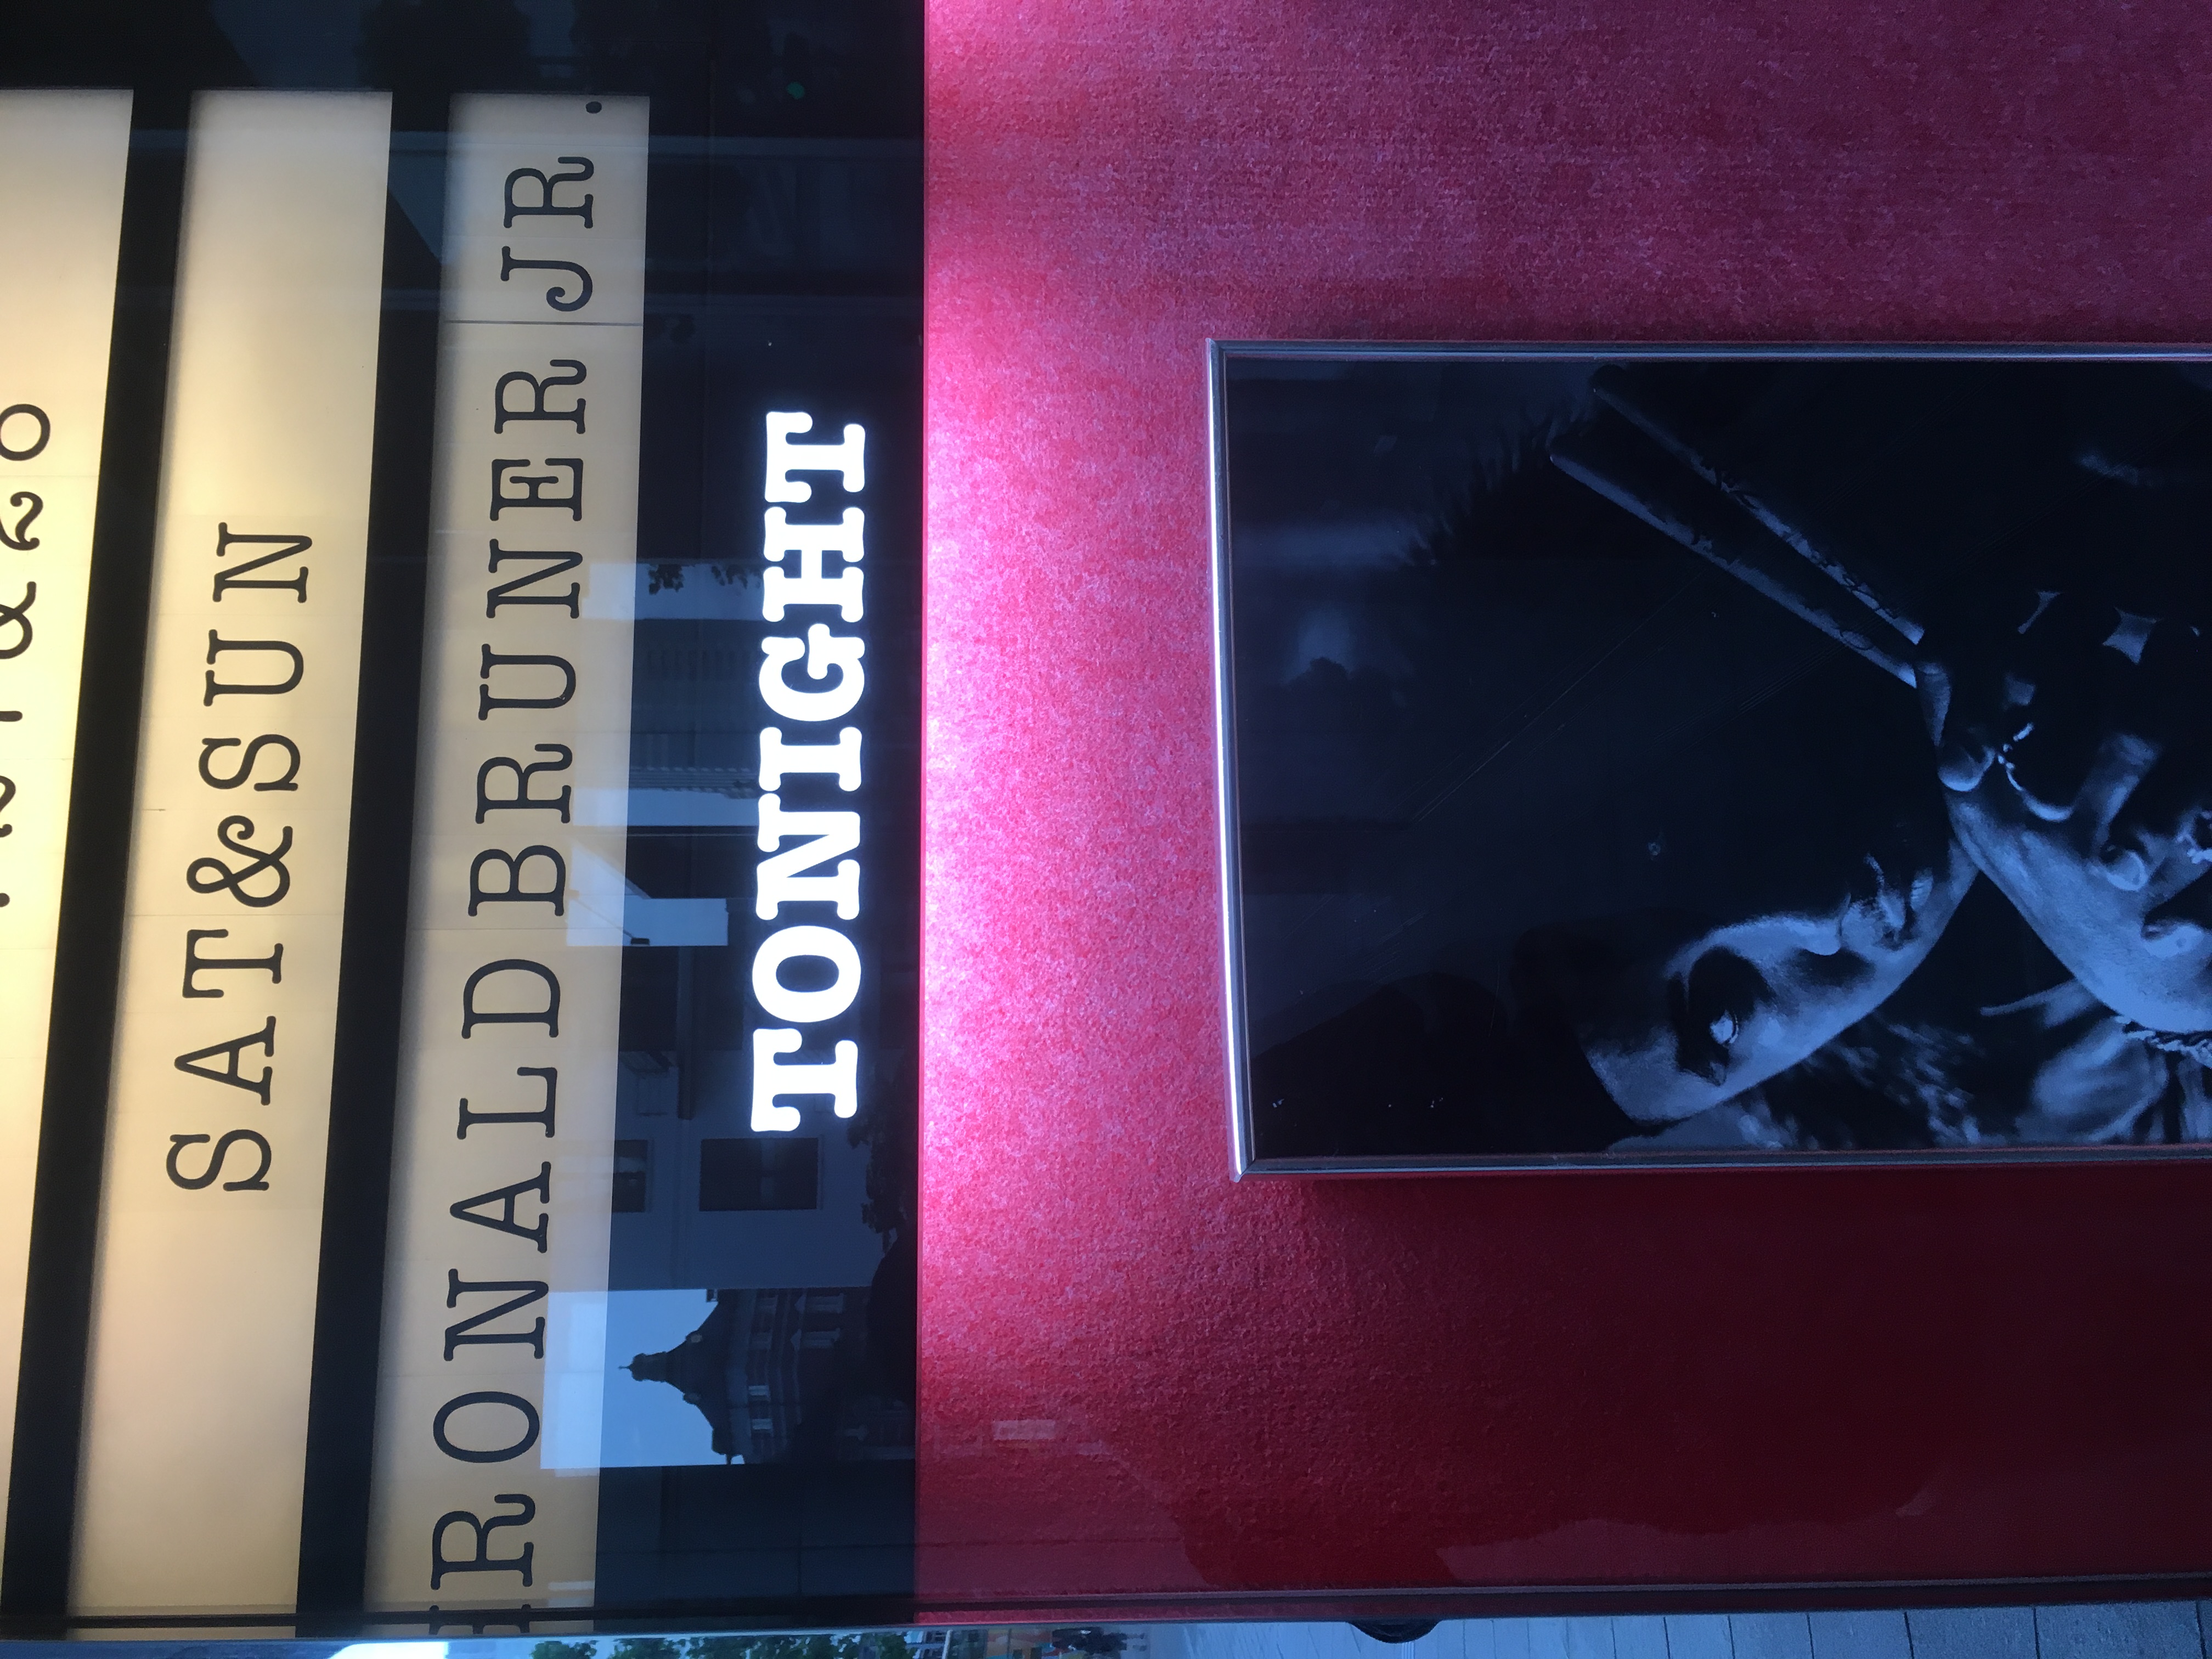 SAT&SUN
RONALD BRUNER JR.
TONIGHT